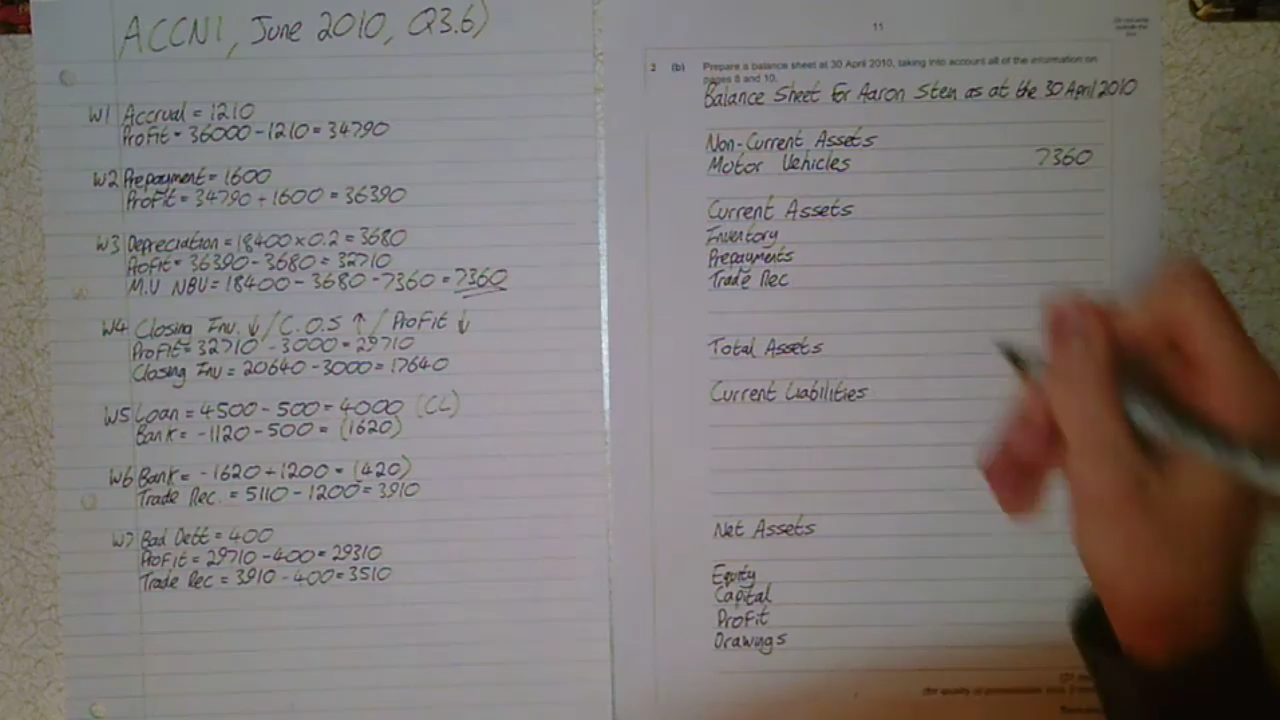 ACCN1, June 2010, Q3.6)
W1 Accrual = 1210
Profit = 36000 - 1210 = 34790
W2 Prepayment = 1600
Profit = 34790 + 1600 = 36390
W3 Depreciation = 18400 x 0.2 = 3680
Profit = 36390 - 3680 = 32710
M.V NBV = 18400 - 3680 - 7360 = 7360
W4 Closing Inv. ↓ / C.O.S ↑ / Profit ↓
Profit = 32710 - 3000 = 29710
Closing Inv = 20640 - 3000 = 17640
W5 Loan = 4500 - 500 = 4000 (CL)
Bank = -1120 - 500 = (1620)
W6 Bank = -1620 + 1200 = (420)
Trade Rec. = 5110 - 1200 = 3910
W7 Bad Debt = 400
Profit = 29710 - 400 = 29310
Trade Rec = 3910 - 400 = 3510
11
3 (b) Prepare a balance sheet at 30 April 2010, taking into account all of the information on
pages 8 and 10.
Balance Sheet for Aaron Sten as at the 30 April 2010
Non-Current Assets
Motor Vehicles 7360
Current Assets
Inventory
Prepayments
Trade Rec
Total Assets
Current Liabilities
Net Assets
Equity
Capital
Profit
Drawings